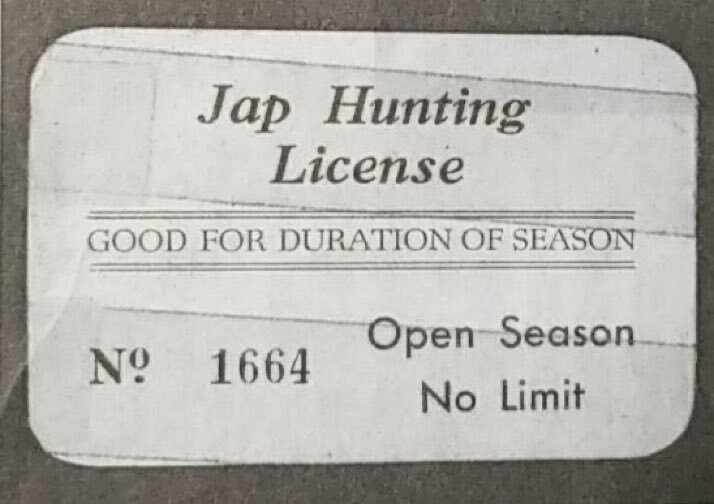 Jap Hunting
License
GOOD FOR DURATION OF SEASON
Nº 1664
Open Season
No Limit